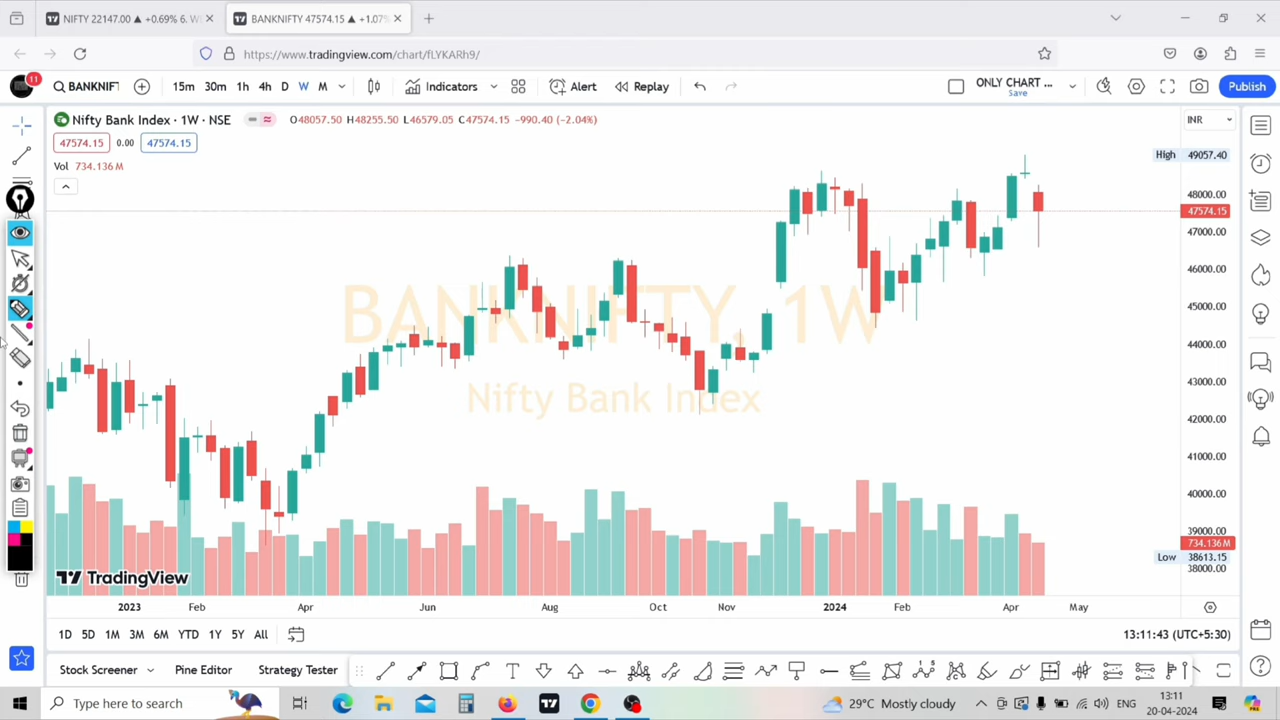 NIFTY 22147.00 ▲ +0.69% 6. W
BANKNIFTY 47574.15 ▲ +1.07%
https://www.tradingview.com/chart/fLYKARh9/
11
BANKNIFT
15m 30m 1h 4h D W M
Indicators
Alert
Replay
ONLY CHART ...
Save
Publish
Nifty Bank Index · 1W · NSE
O48057.50 H48255.50 L46579.05 C47574.15 -990.40 (-2.04%)
INR
47574.15 0.00 47574.15
Vol 734.136 M
High 49057.40
48000.00
47574.15
47000.00
46000.00
45000.00
44000.00
43000.00
42000.00
41000.00
40000.00
39000.00
734.136 M
Low 38613.15
38000.00
BANKNIFTY, 1W
Nifty Bank Index
TradingView
2023 Feb Apr Jun Aug Oct Nov 2024 Feb Apr May
1D 5D 1M 3M 6M YTD 1Y 5Y All
13:11:43 (UTC+5:30)
Stock Screener
Pine Editor
Strategy Tester
Type here to search
29°C Mostly cloudy
ENG
13:11
20-04-2024